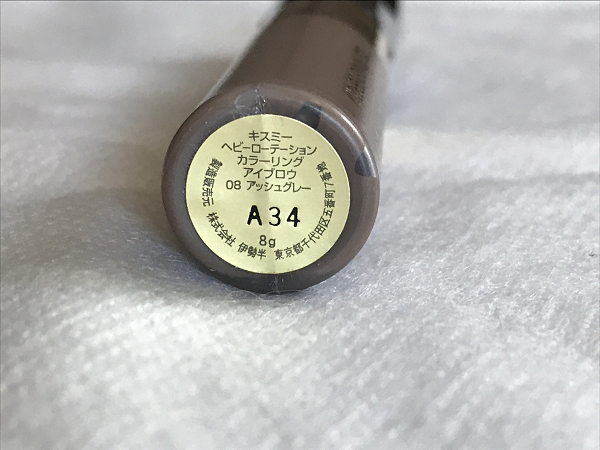 キスミー
ヘビーローテーション
カラーリング
アイブロウ
08 アッシュグレー
A34
8g
製造販売元 株式会社 伊勢半 東京都千代田区五番町7番地